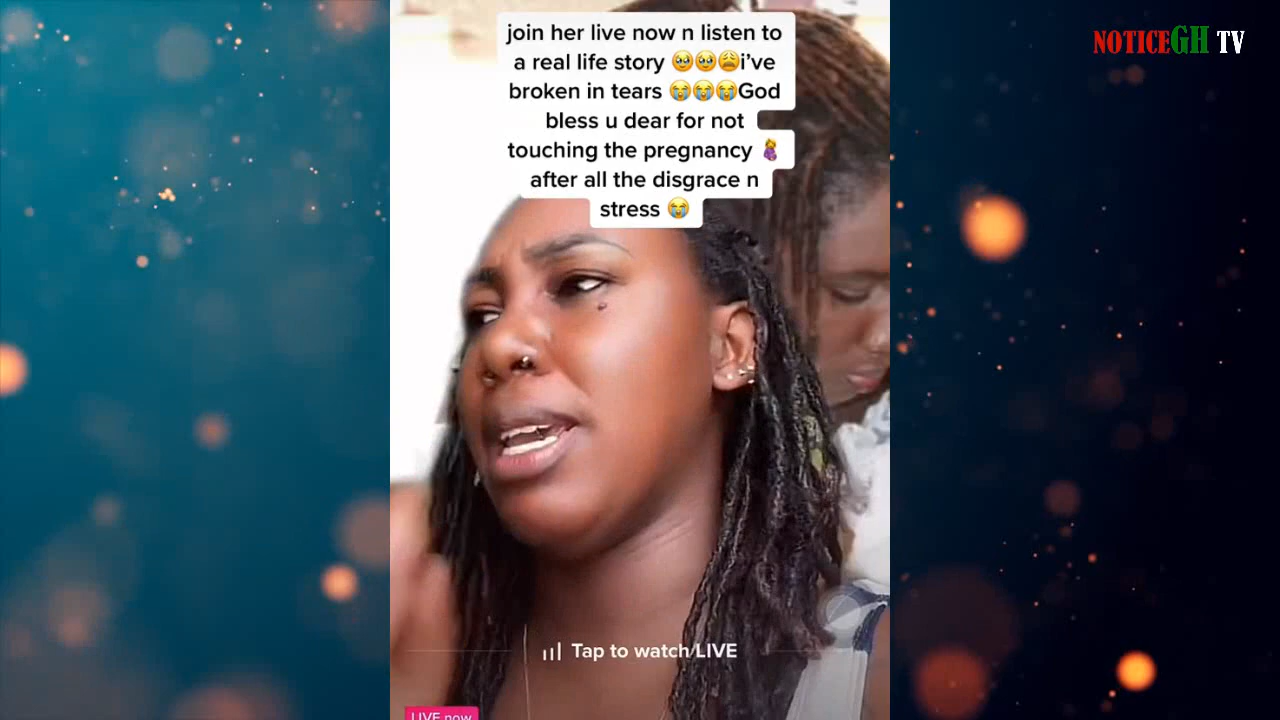 join her live now n listen to
a real life story 🥹🥹😩i've
broken in tears 😭😭😭God
bless u dear for not
touching the pregnancy 🤰
after all the disgrace n
stress 😭
NOTICEGH TV
Tap to watch LIVE
LIVE now